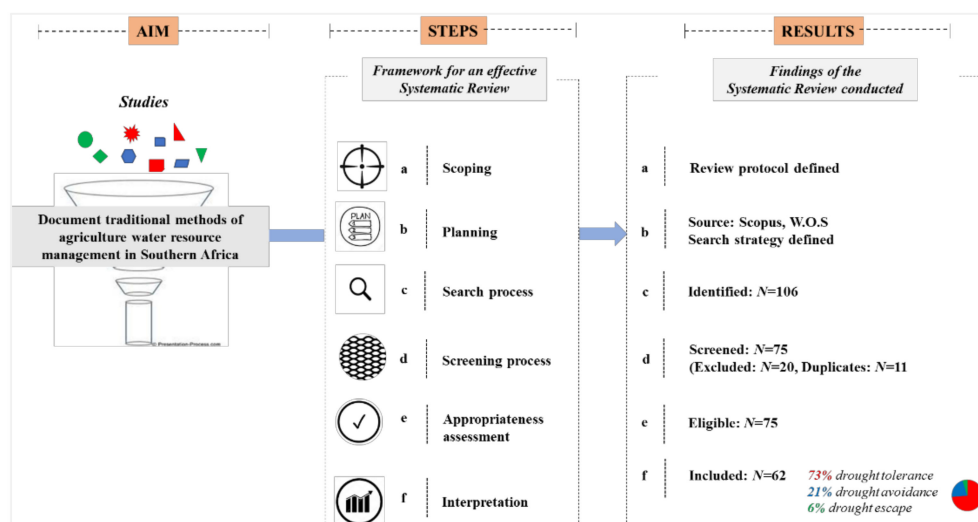 AIM
STEPS
RESULTS
Framework for an effective
Systematic Review
Findings of the
Systematic Review conducted
Studies
Document traditional methods of
agriculture water resource
management in Southern Africa
© Presentation-Process.com
a
Scoping
PLAN
b
Planning
c
Search process
d
Screening process
e
Appropriateness
assessment
f
Interpretation
a
Review protocol defined
b
Source: Scopus, W.O.S
Search strategy defined
c
Identified: N=106
d
Screened: N=75
(Excluded: N=20, Duplicates: N=11
e
Eligible: N=75
f
Included: N=62
73% drought tolerance
21% drought avoidance
6% drought escape